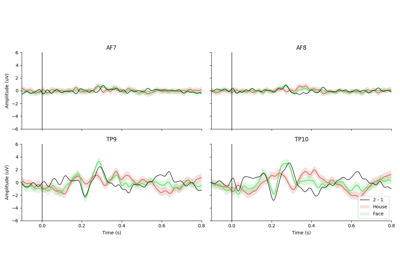 AF7
AF8
Amplitude (uV)
6
4
2
0
−2
−4
−6
TP9
TP10
Amplitude (uV)
6
4
2
0
−2
−4
−6
0.0
0.2
0.4
0.6
0.8
Time (s)
0.0
0.2
0.4
0.6
0.8
Time (s)
2 - 1
House
Face